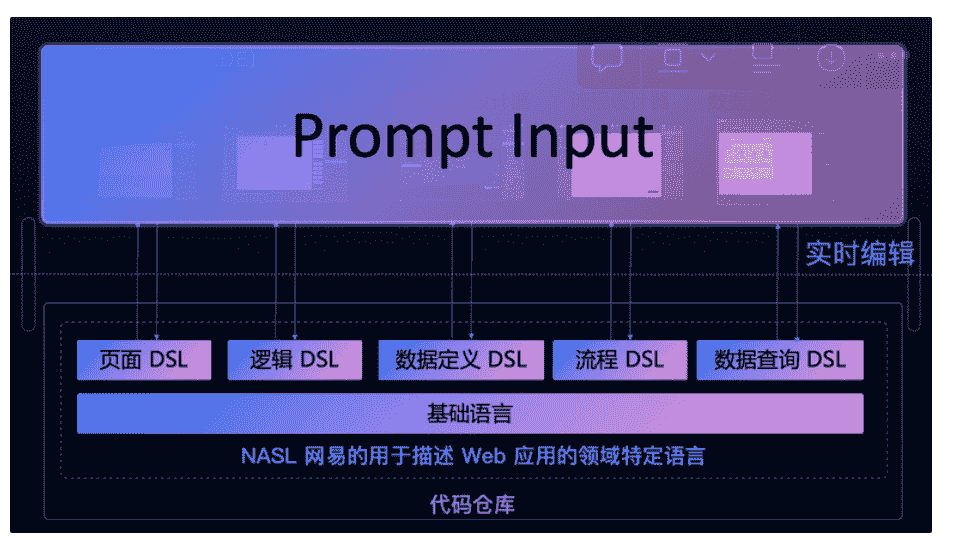 Prompt Input
实时编辑
页面 DSL
逻辑 DSL
数据定义 DSL
流程 DSL
数据查询 DSL
基础语言
NASL 网易的用于描述 Web 应用的领域特定语言
代码仓库